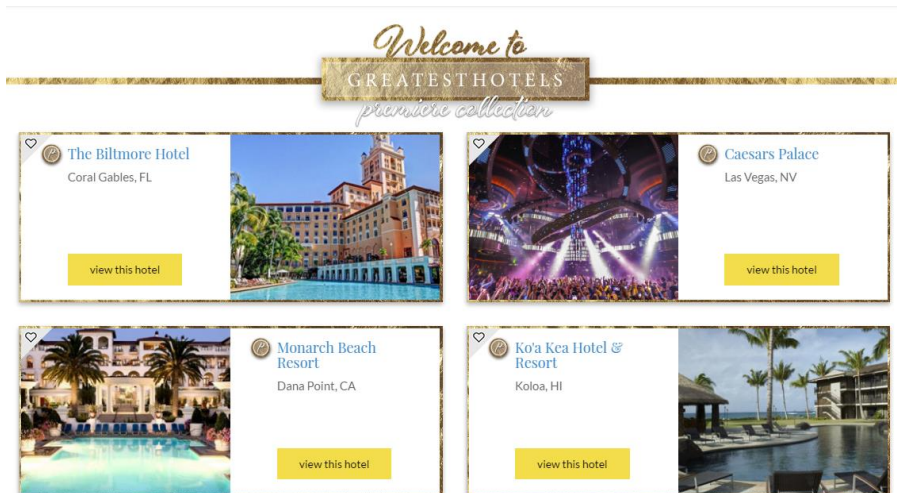 Welcome to
GREATESTHOTELS
premiere collection
The Biltmore Hotel
Coral Gables, FL
view this hotel
Caesars Palace
Las Vegas, NV
view this hotel
Monarch Beach
Resort
Dana Point, CA
view this hotel
Ko'a Kea Hotel &
Resort
Koloa, HI
view this hotel